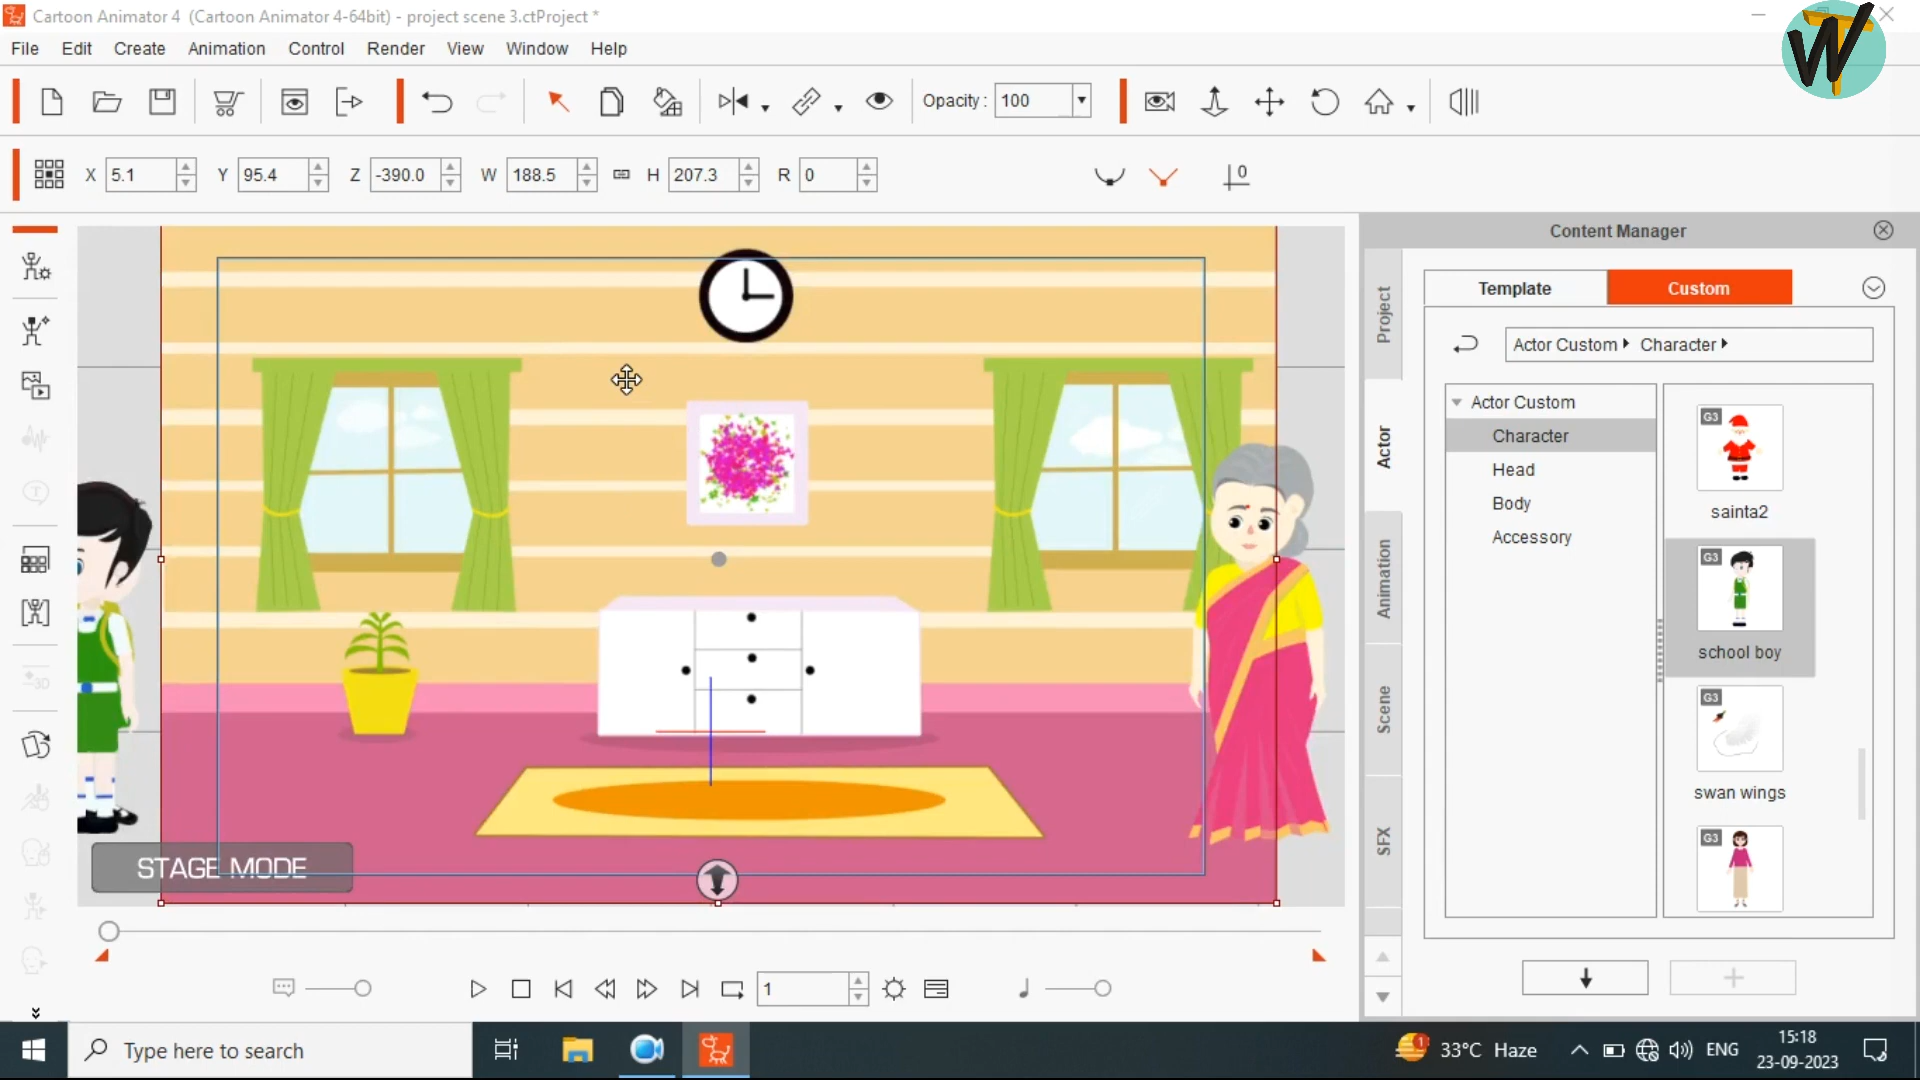 Cartoon Animator 4 (Cartoon Animator 4-64bit) - project scene 3.ctProject *
W
File Edit Create Animation Control Render View Window Help
Opacity : 100
X 5.1 Y 95.4 Z -390.0 W 188.5 H 207.3 R 0
0
Content Manager
Template Custom
Actor Custom Character
Project
Actor
Animation
Scene
SFX
Actor Custom
Character
Head
Body
Accessory
G3
sainta2
G3
school boy
G3
swan wings
G3
3D
T
STAGE MODE
1
Type here to search
1
33°C Haze
ENG
15:18
23-09-2023